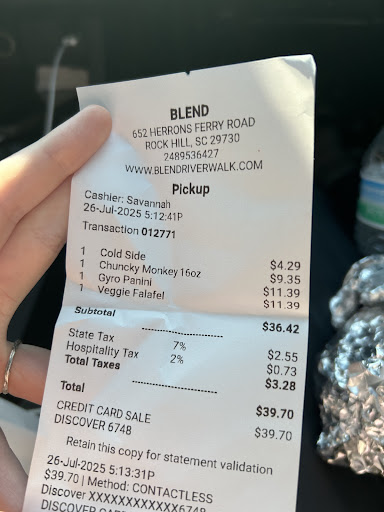 BLEND
652 HERRONS FERRY ROAD
ROCK HILL, SC 29730
2489536427
WWW.BLENDRIVERWALK.COM
Pickup
Cashier: Savannah
26-Jul-2025 5:12:41P
Transaction 012771
1 Cold Side $4.29
1 Chuncky Monkey 16oz $9.35
1 Gyro Panini $11.39
1 Veggie Falafel $11.39
Subtotal $36.42
State Tax 7% $2.55
Hospitality Tax 2% $0.73
Total Taxes $3.28
Total $39.70
CREDIT CARD SALE $39.70
DISCOVER 6748
Retain this copy for statement validation
26-Jul-2025 5:13:31P
$39.70 | Method: CONTACTLESS
Discover XXXXXXXXXXXX6748
DISCOVER